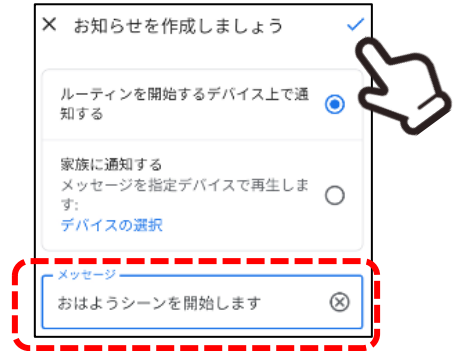 お知らせを作成しましょう
ルーティンを開始するデバイス上で通
知する
家族に通知する
メッセージを指定デバイスで再生しま
す:
デバイスの選択
メッセージ
おはようシーンを開始します